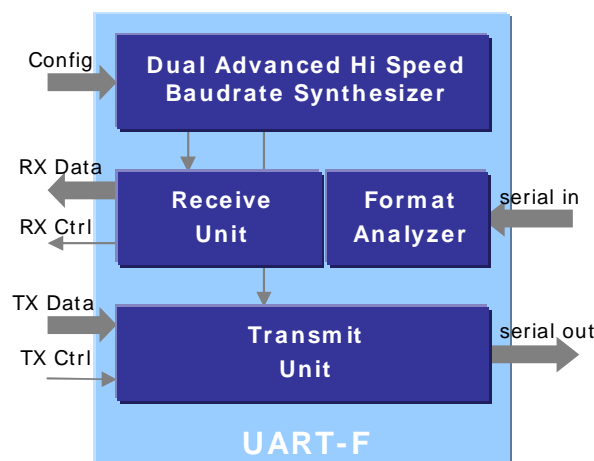 Config
Dual Advanced Hi Speed
Baudrate Synthesizer
RX Data
RX Ctrl
Receive
Unit
Format
Analyzer
serial in
TX Data
TX Ctrl
Transmit
Unit
serial out
UART-F